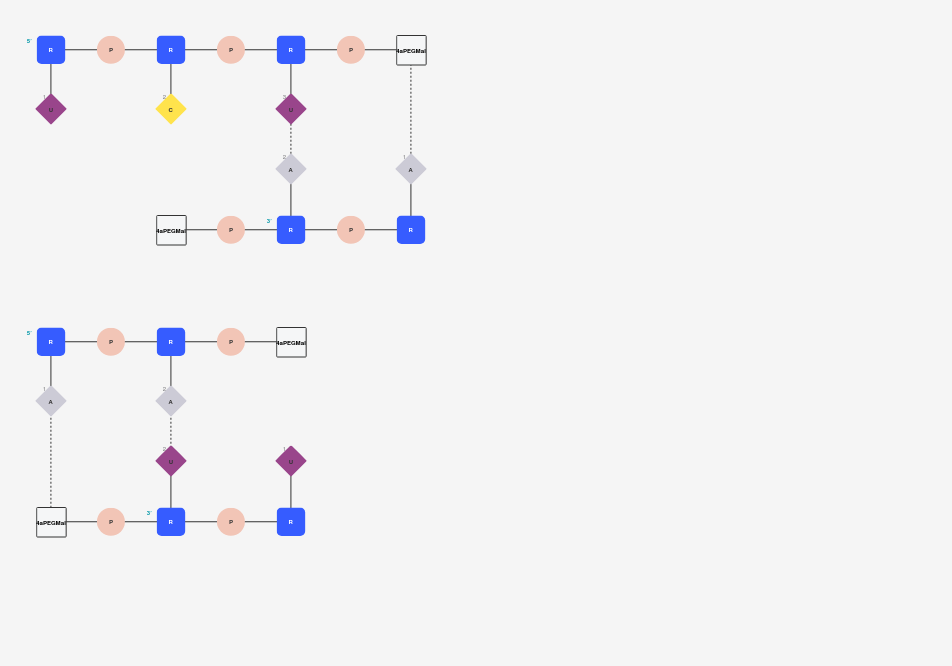 5' R P R P R P 4aPEGMal
1 U 2 C 3 U
2 A 1 A
4aPEGMal P 3' R P R
5' R P R P 4aPEGMal
1 A 2 A
2 U 1 U
4aPEGMal P 3' R P R